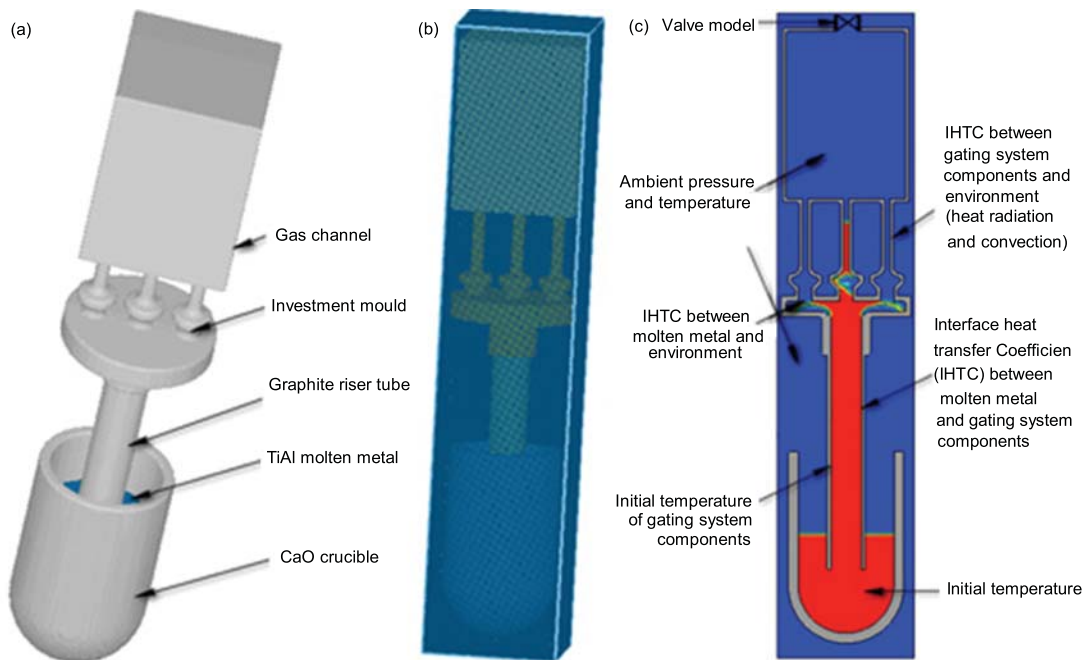 (a)
Gas channel
Investment mould
Graphite riser tube
TiAl molten metal
CaO crucible
(b)
(c)
Valve model
Ambient pressure
and temperature
IHTC between
gating system
components and
environment
(heat radiation
and convection)
IHTC between
molten metal and
environment
Interface heat
transfer Coefficien
(IHTC) between
molten metal
and gating system
components
Initial temperature
of gating system
components
Initial temperature